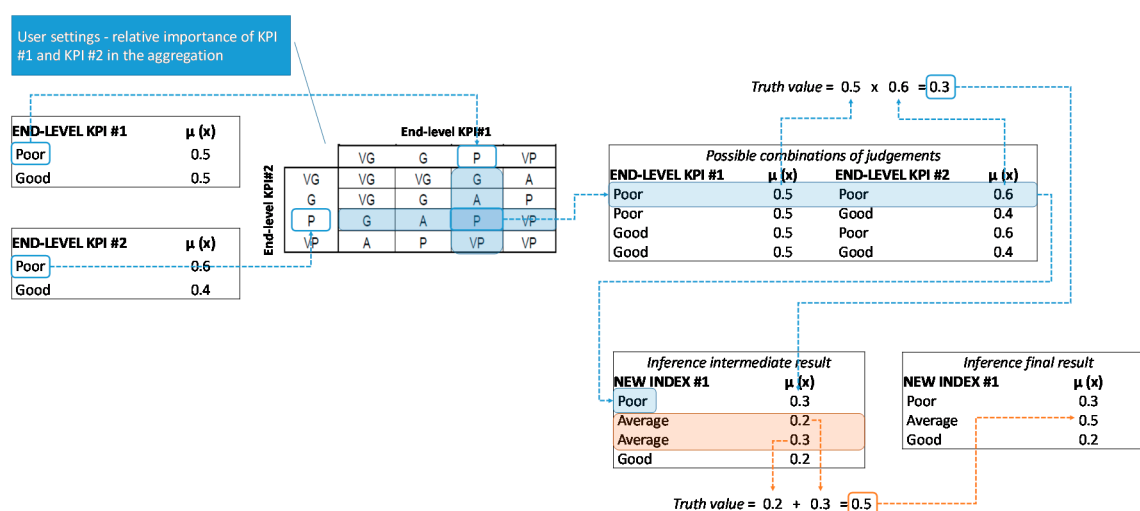 User settings - relative importance of KPI
#1 and KPI #2 in the aggregation
Truth value = 0.5 x 0.6 = 0.3
END-LEVEL KPI #1 μ (x)
Poor 0.5
Good 0.5
END-LEVEL KPI #2 μ (x)
Poor 0.6
Good 0.4
End-level KPI#1
End-level KPI#2
VG G P VP
VG VG VG G A
G VG G A P
P G A P VP
VP A P VP VP
Possible combinations of judgements
END-LEVEL KPI #1 μ (x) END-LEVEL KPI #2 μ (x)
Poor 0.5 Poor 0.6
Poor 0.5 Good 0.4
Good 0.5 Poor 0.6
Good 0.5 Good 0.4
Inference intermediate result
NEW INDEX #1 μ (x)
Poor 0.3
Average 0.2
Average 0.3
Good 0.2
Truth value = 0.2 + 0.3 = 0.5
Inference final result
NEW INDEX #1 μ (x)
Poor 0.3
Average 0.5
Good 0.2